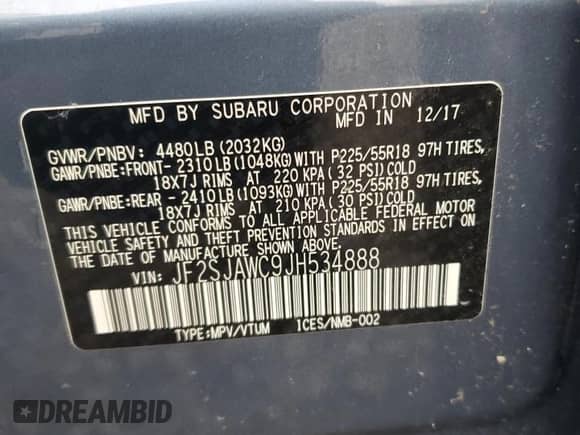 MFD BY SUBARU CORPORATION
MFD IN 12/17
GVWR/PNBV: 4480LB(2032KG)
GAWR/PNBE:FRONT- 2310LB(1048KG)WITH P225/55R18 97H TIRES,
18X7J RIMS AT 220 KPA(32 PSI)COLD
GAWR/PNBE:REAR - 2410LB(1093KG)WITH P225/55R18 97H TIRES,
18X7J RIMS AT 210 KPA(30 PSI)COLD
THIS VEHICLE CONFORMS TO ALL APPLICABLE FEDERAL MOTOR
VEHICLE SAFETY AND THEFT PREVENTION STANDARDS IN EFFECT ON
THE DATE OF MANUFACTURE SHOWN ABOVE.
VIN: JF2SJAWC9JH534888
TYPE:MPV/VTUM ICES/NMB-002
DREAMBID